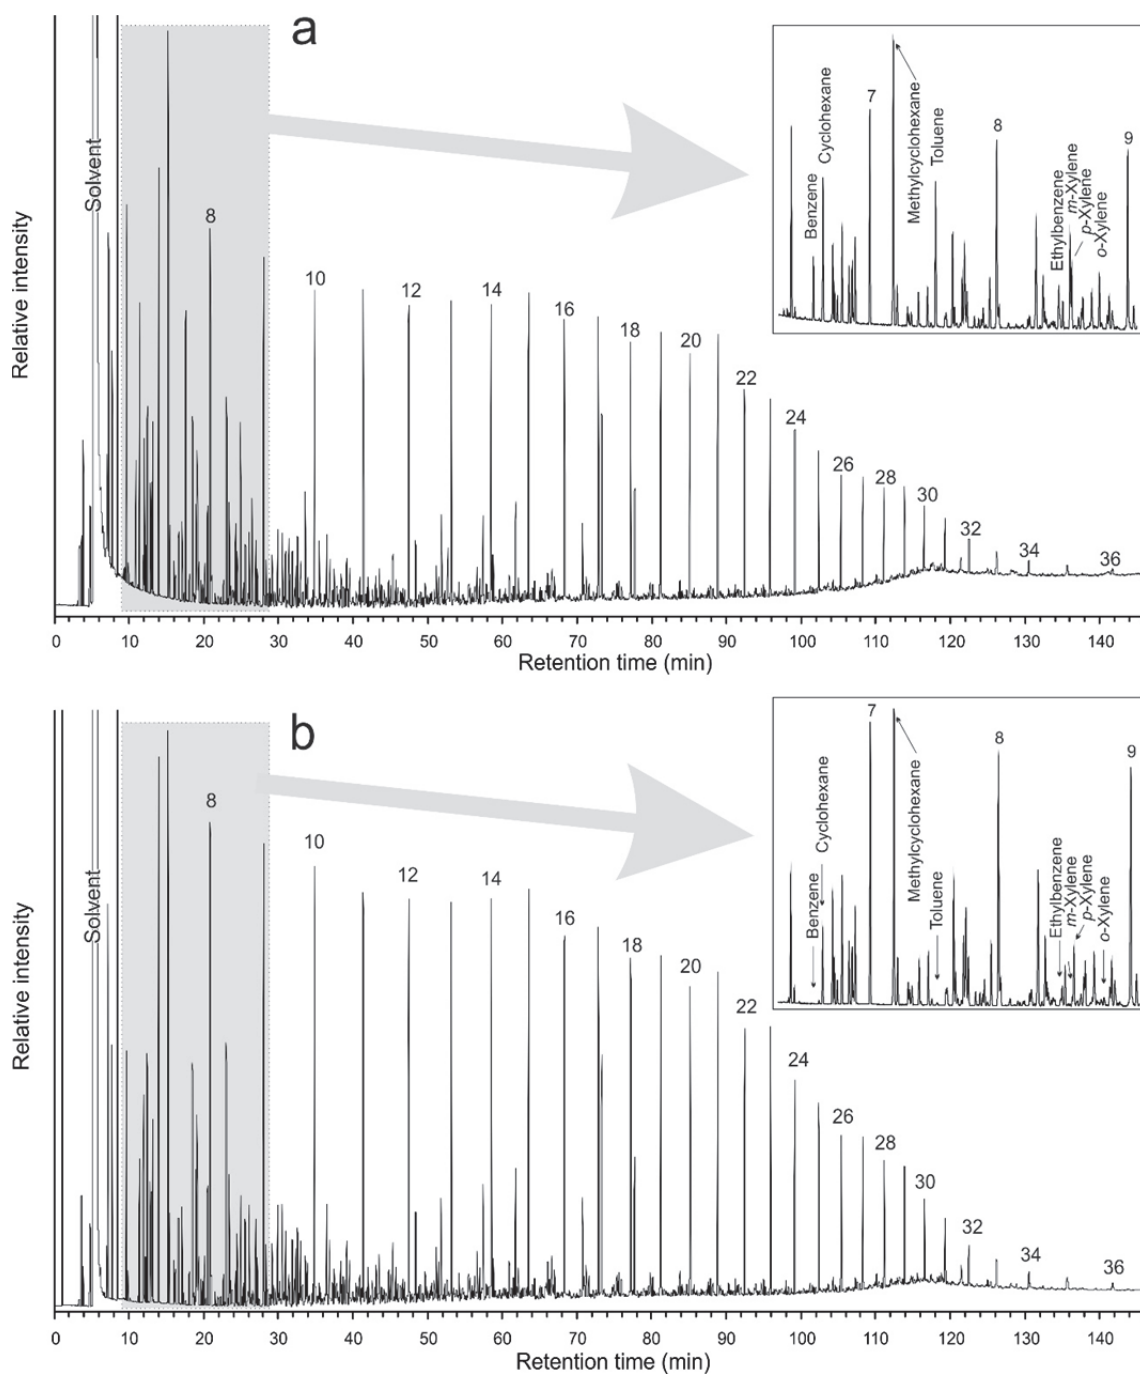 a
Relative intensity
Solvent
8
10
12
14
16
18
20
22
24
26
28
30
32
34
36
Benzene
Cyclohexane
7
Methylcyclohexane
Toluene
8
Ethylbenzene
m-Xylene
p-Xylene
o-Xylene
9
0 10 20 30 40 50 60 70 80 90 100 110 120 130 140
Retention time (min)
b
Relative intensity
Solvent
8
10
12
14
16
18
20
22
24
26
28
30
32
34
36
Benzene
Cyclohexane
7
Methylcyclohexane
Toluene
8
Ethylbenzene
m-Xylene
p-Xylene
o-Xylene
9
0 10 20 30 40 50 60 70 80 90 100 110 120 130 140
Retention time (min)